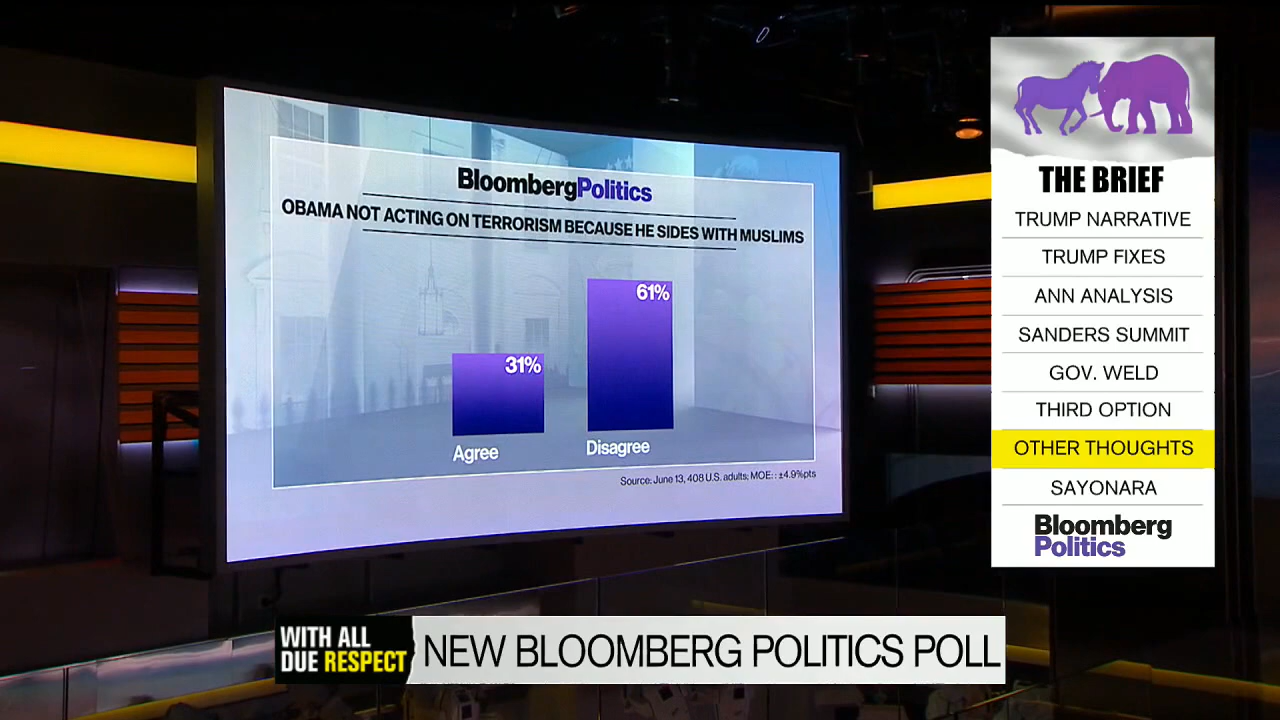 BloombergPolitics
OBAMA NOT ACTING ON TERRORISM BECAUSE HE SIDES WITH MUSLIMS
61%
31%
Agree
Disagree
Source: June 13, 408 U.S. adults; MOE: : ±4.9%pts
THE BRIEF
TRUMP NARRATIVE
TRUMP FIXES
ANN ANALYSIS
SANDERS SUMMIT
GOV. WELD
THIRD OPTION
OTHER THOUGHTS
SAYONARA
Bloomberg
Politics
WITH ALL
DUE RESPECT
NEW BLOOMBERG POLITICS POLL